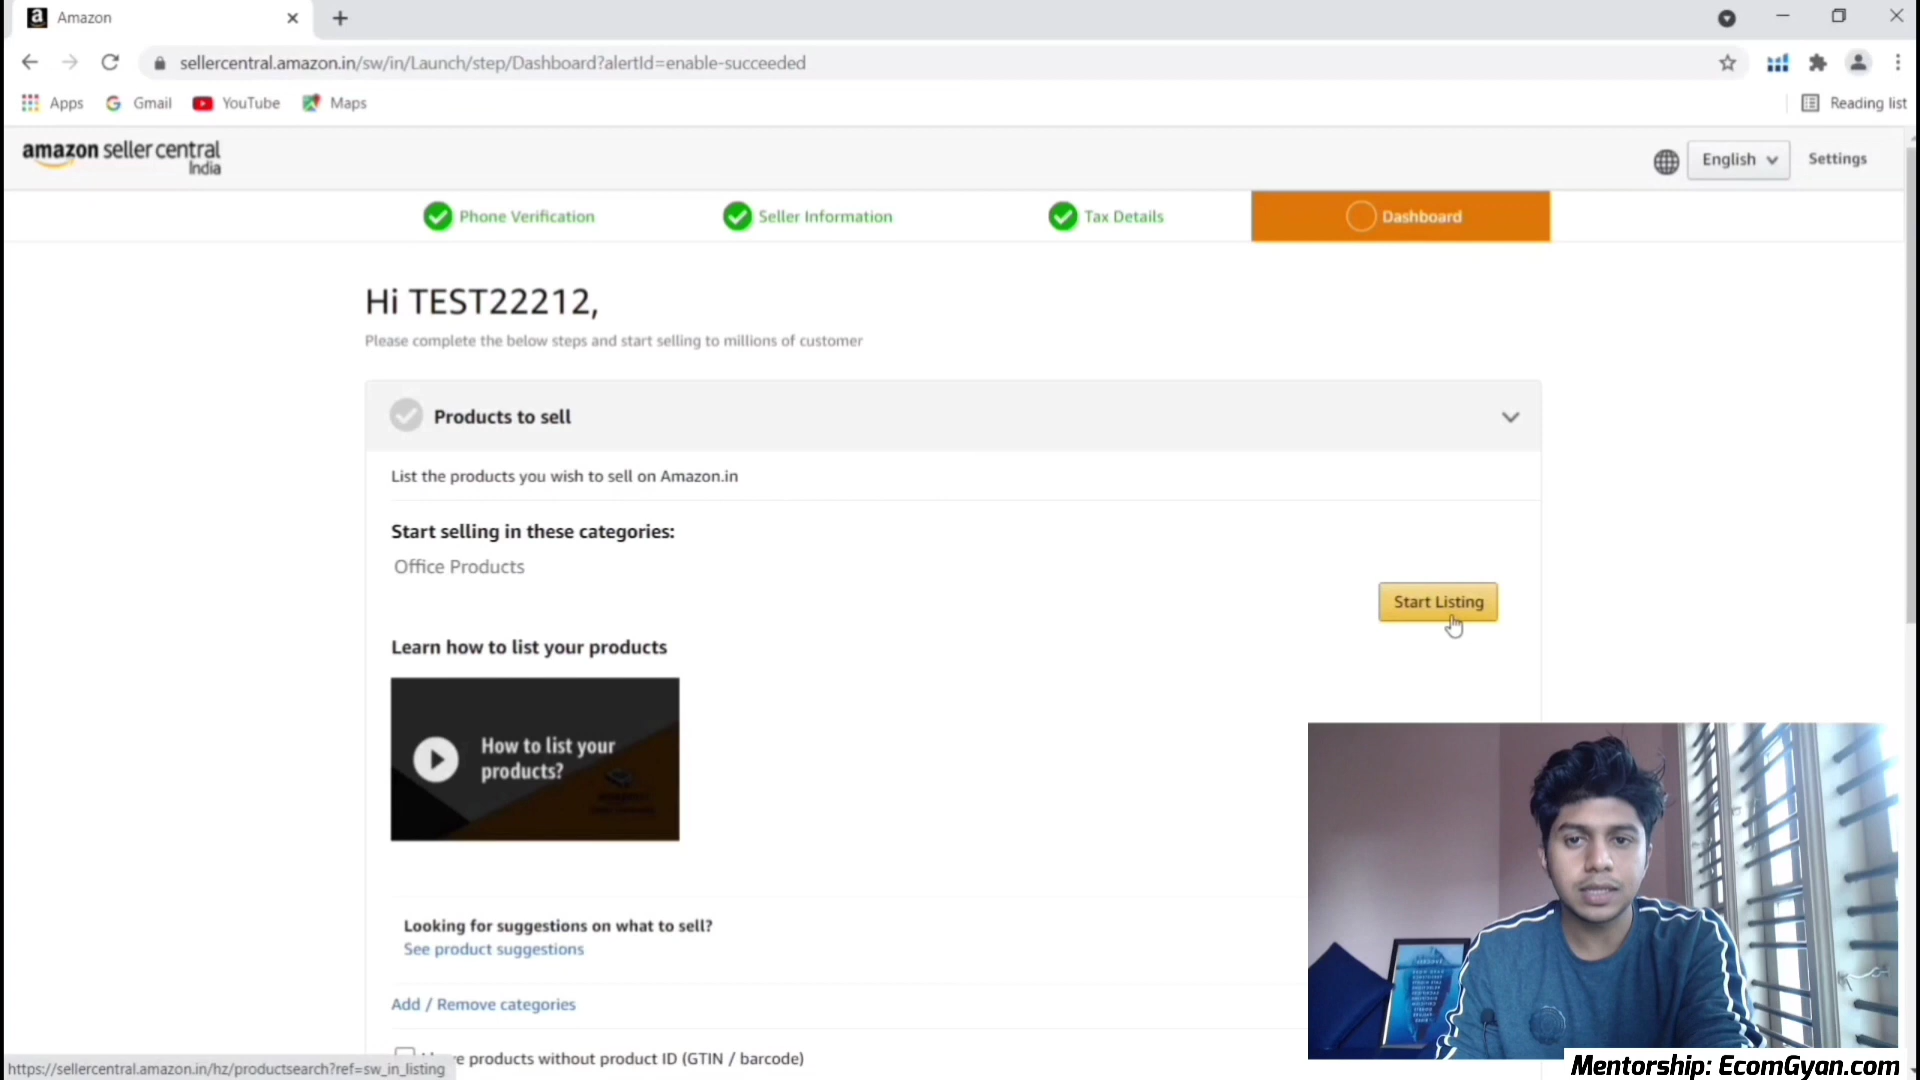 Amazon
sellercentral.amazon.in/sw/in/Launch/step/Dashboard?alertId=enable-succeeded
Apps Gmail YouTube Maps Reading list
amazon seller central
India
English Settings
Phone Verification Seller Information Tax Details Dashboard
Hi TEST22212,
Please complete the below steps and start selling to millions of customer
Products to sell
List the products you wish to sell on Amazon.in
Start selling in these categories:
Office Products
Start Listing
Learn how to list your products
How to list your
products?
Looking for suggestions on what to sell?
See product suggestions
Add / Remove categories
products without product ID (GTIN / barcode)
https://sellercentral.amazon.in/hz/productsearch?ref=sw_in_listing
Mentorship: EcomGyan.com